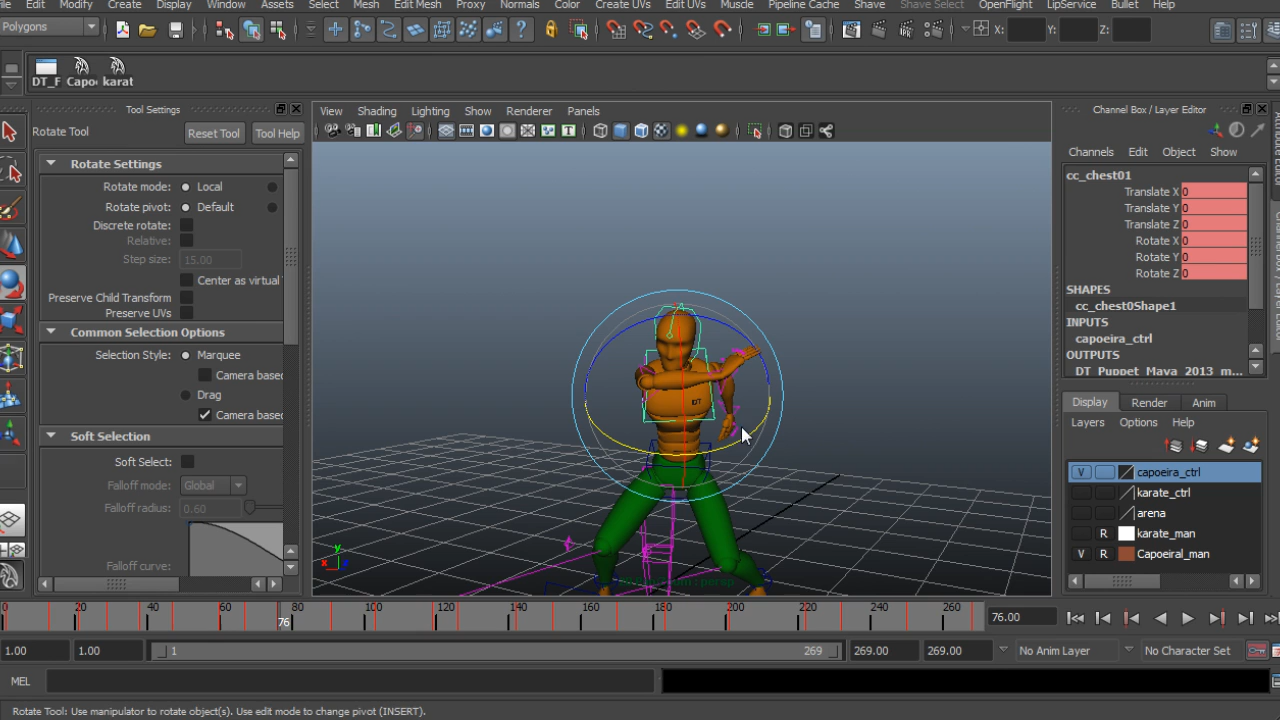 Edit Modify Create Display Window Assets Select Mesh Edit Mesh Proxy Normals Color Create UVs Edit UVs Muscle Pipeline Cache Shave Shave Select OpenFlight LipService Bullet Help
Polygons
X: Y: Z:
DT_F Capo karat
Tool Settings
Rotate Tool
Reset Tool
Tool Help
Rotate Settings
Rotate mode: Local
Rotate pivot: Default
Discrete rotate:
Relative:
Step size: 15.00
Center as virtual
Preserve Child Transform
Preserve UVs
Common Selection Options
Selection Style: Marquee
Camera based
Drag
Camera based
Soft Selection
Soft Select:
Falloff mode: Global
Falloff radius: 0.60
Falloff curve:
View Shading Lighting Show Renderer Panels
DT
y
x
persp
Channel Box / Layer Editor
Channels Edit Object Show
cc_chest01
Translate X 0
Translate Y 0
Translate Z 0
Rotate X 0
Rotate Y 0
Rotate Z 0
SHAPES
cc_chest0Shape1
INPUTS
capoeira_ctrl
OUTPUTS
DT_Puppet_Maya_2013_m...
Display Render Anim
Layers Options Help
V capoeira_ctrl
karate_ctrl
arena
R karate_man
V R Capoeiral_man
Attribute Editor
Channel Box / Layer Editor
0 20 40 60 76 80 100 120 140 160 180 200 220 240 260
76.00
1.00 1.00 1 269 269.00 269.00 No Anim Layer No Character Set
MEL
Rotate Tool: Use manipulator to rotate object(s). Use edit mode to change pivot (INSERT).